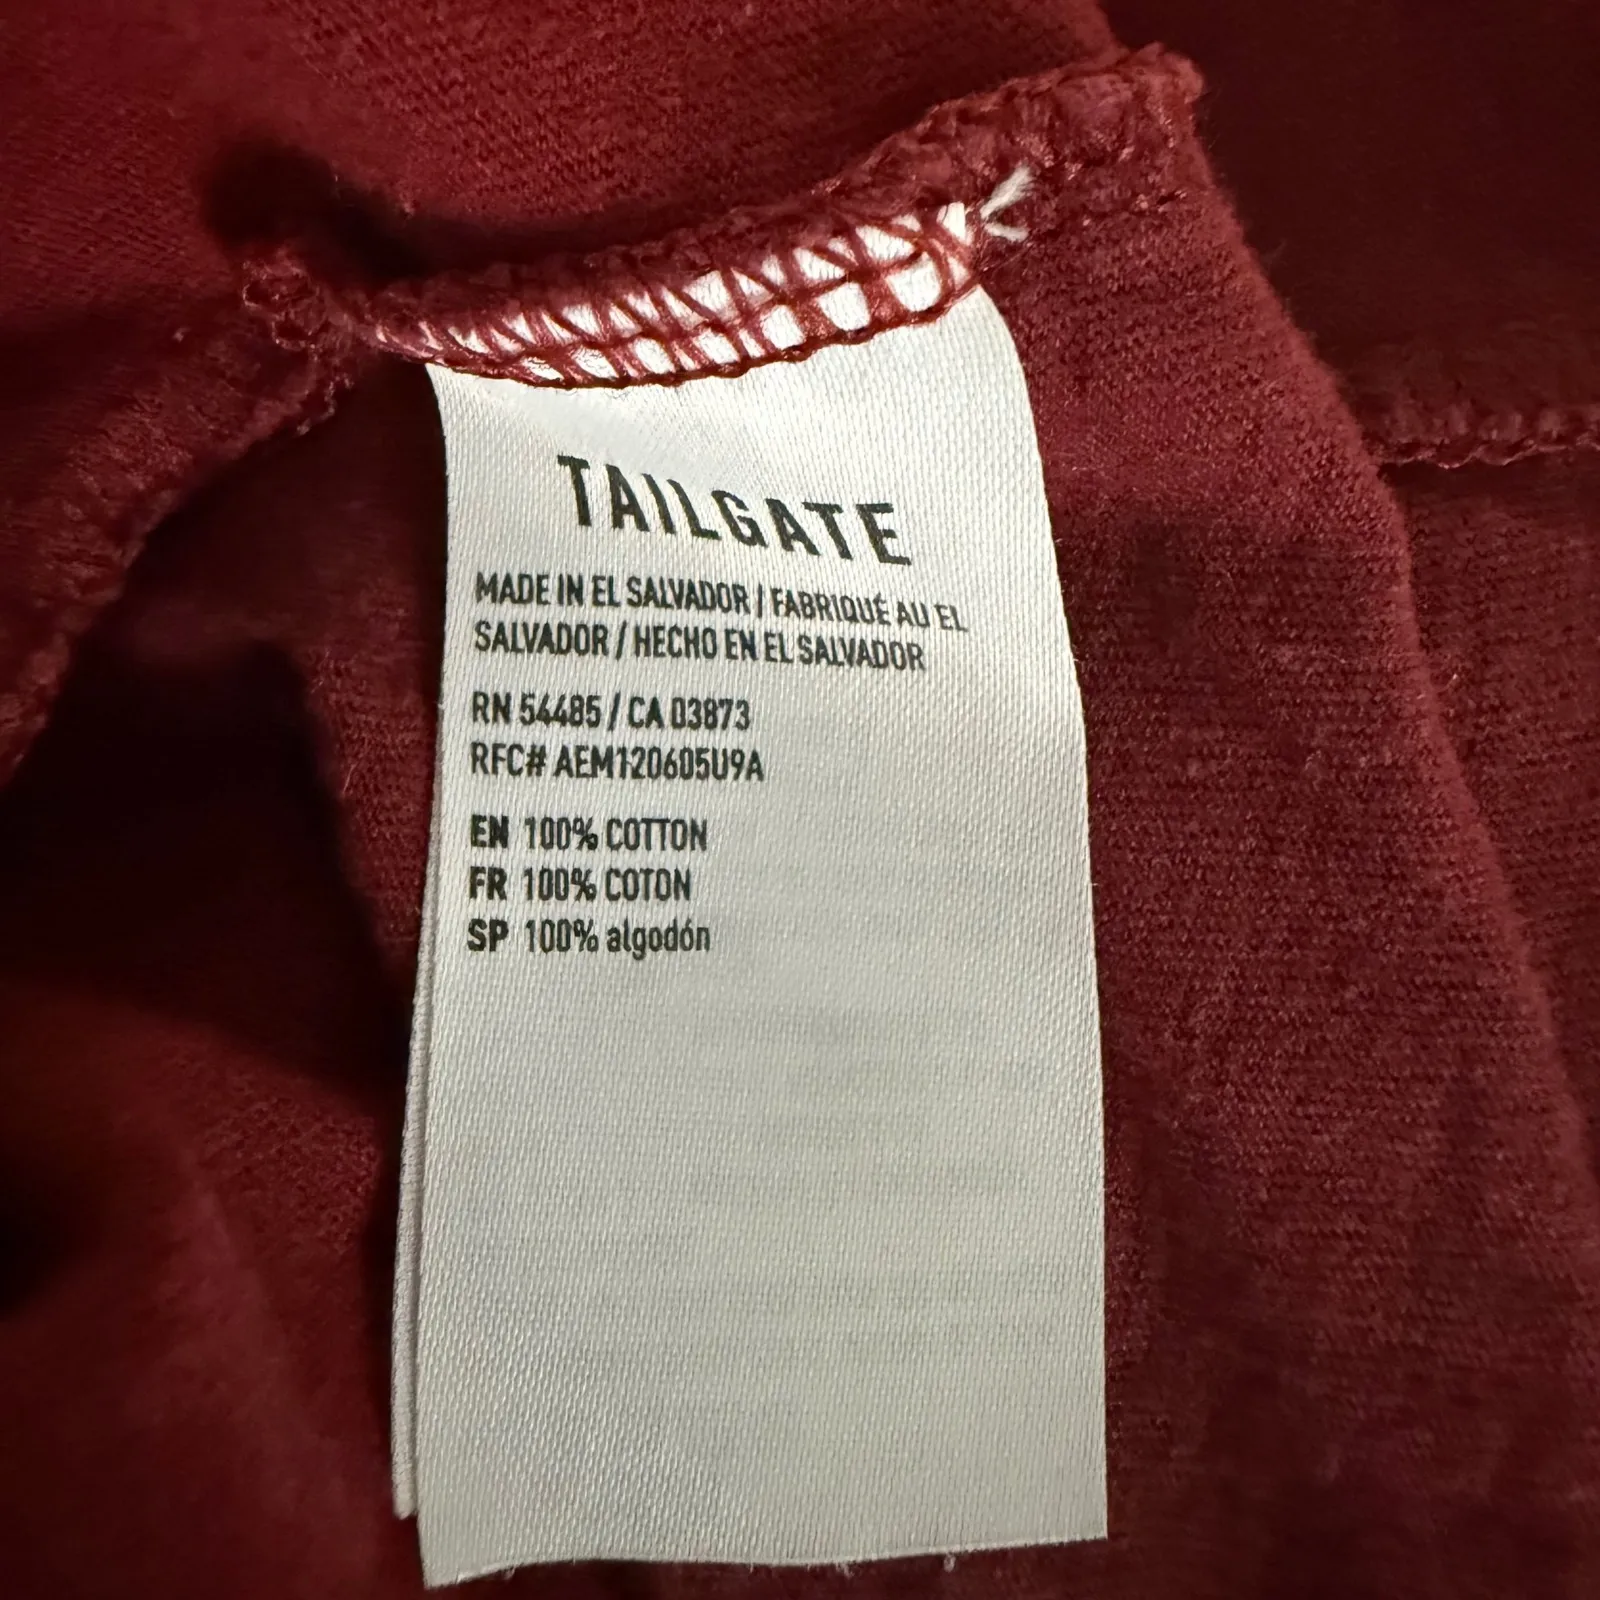 TAILGATE
MADE IN EL SALVADOR / FABRIQUÉ AU EL
SALVADOR / HECHO EN EL SALVADOR
RN 54485 / CA 03873
RFC# AEM120605U9A
EN 100% COTTON
FR 100% COTON
SP 100% algodón